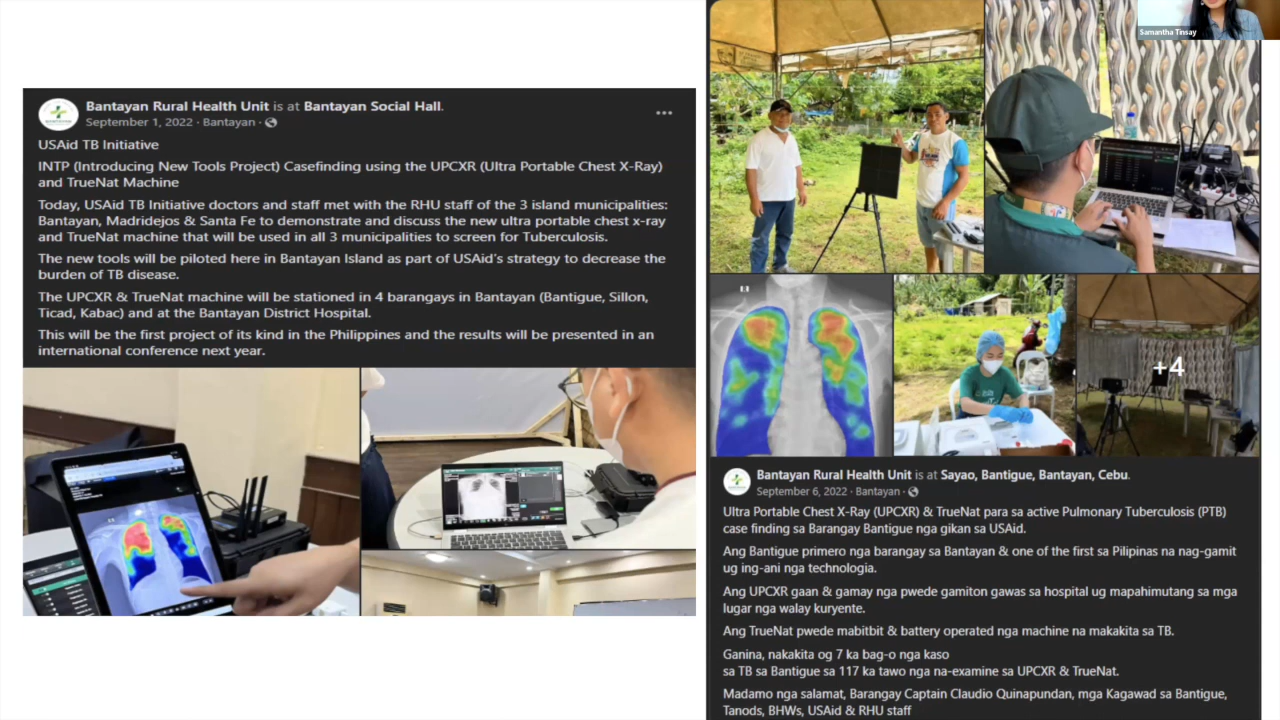 Bantayan Rural Health Unit is at Bantayan Social Hall.
September 1, 2022 · Bantayan ·
USAid TB Initiative
INTP (Introducing New Tools Project) Casefinding using the UPCXR (Ultra Portable Chest X-Ray)
and TrueNat Machine
Today, USAid TB Initiative doctors and staff met with the RHU staff of the 3 island municipalities:
Bantayan, Madridejos & Santa Fe to demonstrate and discuss the new ultra portable chest x-ray
and TrueNat machine that will be used in all 3 municipalities to screen for Tuberculosis.
The new tools will be piloted here in Bantayan Island as part of USAid's strategy to decrease the
burden of TB disease.
The UPCXR & TrueNat machine will be stationed in 4 barangays in Bantayan (Bantigue, Sillon,
Ticad, Kabac) and at the Bantayan District Hospital.
This will be the first project of its kind in the Philippines and the results will be presented in an
international conference next year.
Samantha Tinsay
+4
Bantayan Rural Health Unit is at Sayao, Bantigue, Bantayan, Cebu.
September 6, 2022 · Bantayan ·
Ultra Portable Chest X-Ray (UPCXR) & TrueNat para sa active Pulmonary Tuberculosis (PTB)
case finding sa Barangay Bantigue nga gikan sa USAid.
Ang Bantigue primero nga barangay sa Bantayan & one of the first sa Pilipinas na nag-gamit
ug ing-ani nga technologia.
Ang UPCXR gaan & gamay nga pwede gamiton gawas sa hospital ug mapahimutang sa mga
lugar nga walay kuryente.
Ang TrueNat pwede mabitbit & battery operated nga machine na makakita sa TB.
Ganina, nakakita og 7 ka bag-o nga kaso
sa TB sa Bantigue sa 117 ka tawo nga na-examine sa UPCXR & TrueNat.
Madamo nga salamat, Barangay Captain Claudio Quinapundan, mga Kagawad sa Bantigue,
Tanods, BHWs, USAid & RHU staff